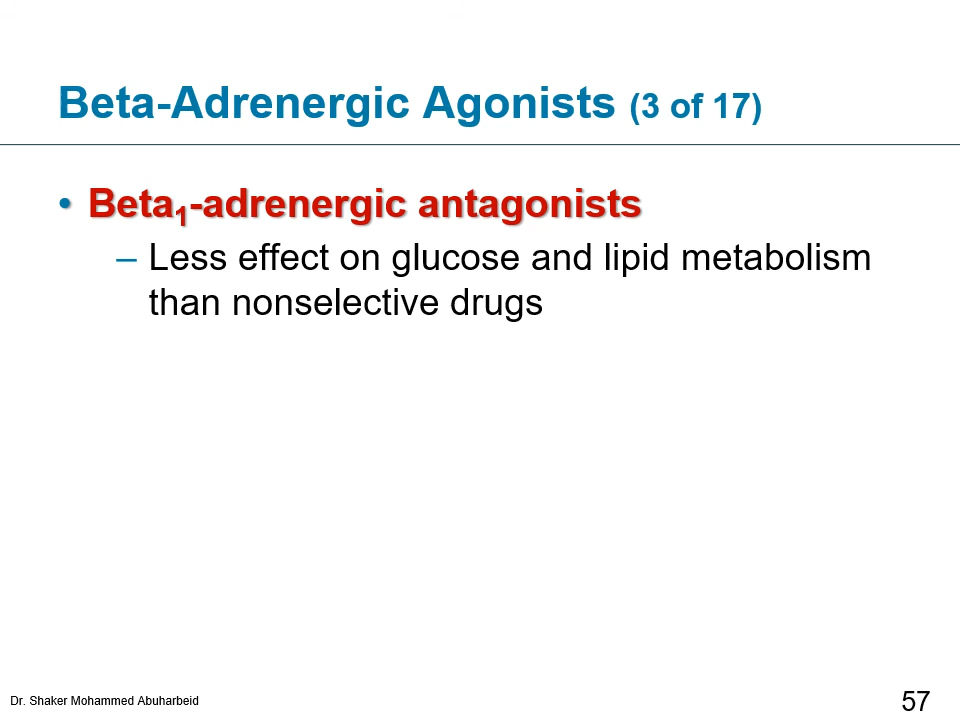 Beta-Adrenergic Agonists (3 of 17)
• Beta₁-adrenergic antagonists
– Less effect on glucose and lipid metabolism
than nonselective drugs
Dr. Shaker Mohammed Abuharbeid
57